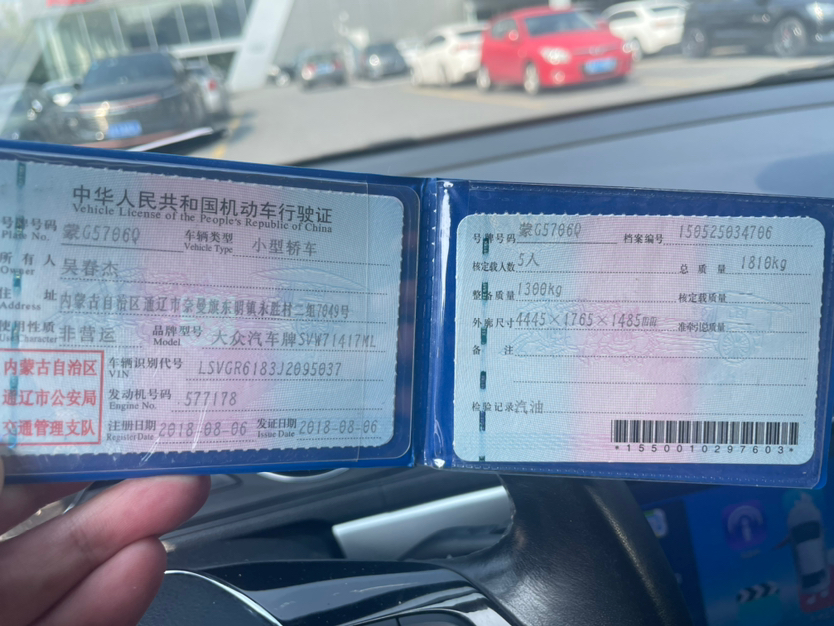 中华人民共和国机动车行驶证
Vehicle License of the People's Republic of China
号牌号码 蒙G5706Q 车辆类型 小型轿车
Plate No. Vehicle Type
所有人 吴春杰
Owner
住址 内蒙古自治区通辽市奈曼旗东明镇永胜村二组7049号
Address
使用性质 非营运 品牌型号 大众汽车牌SVW71417ML
Use Character Model
内蒙古自治区
通辽市公安局
交通管理支队
车辆识别代号 LSVGR6183J2095037
VIN
发动机号码 577178
Engine No.
注册日期 2018-08-06 发证日期 2018-08-06
Register Date Issue Date
号牌号码 蒙G5706Q 档案编号 150525034706
核定载人数 5人 总质量 1810kg
整备质量 1300kg 核定载质量
外廓尺寸 4445×1765×1485mm 准牵引总质量
备注
检验记录 汽油
*1550010297603*